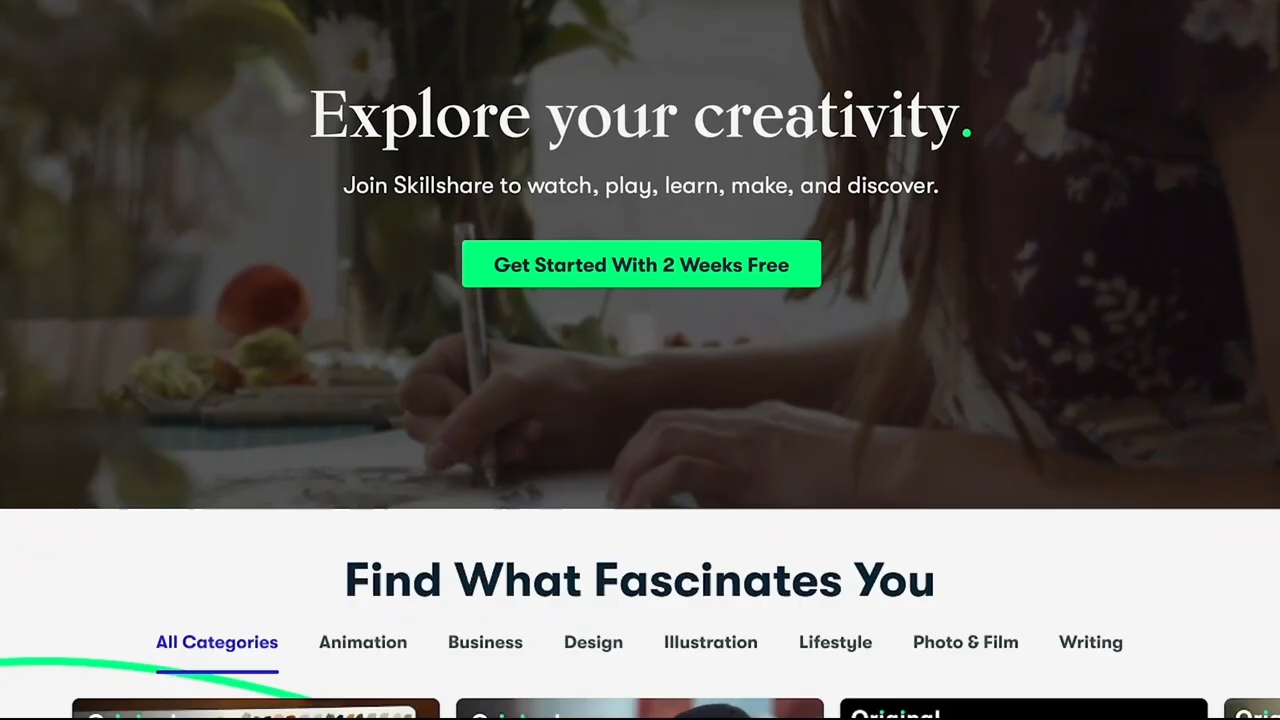 Explore your creativity.
Join Skillshare to watch, play, learn, make, and discover.
Get Started With 2 Weeks Free
Find What Fascinates You
All Categories Animation Business Design Illustration Lifestyle Photo & Film Writing
Original